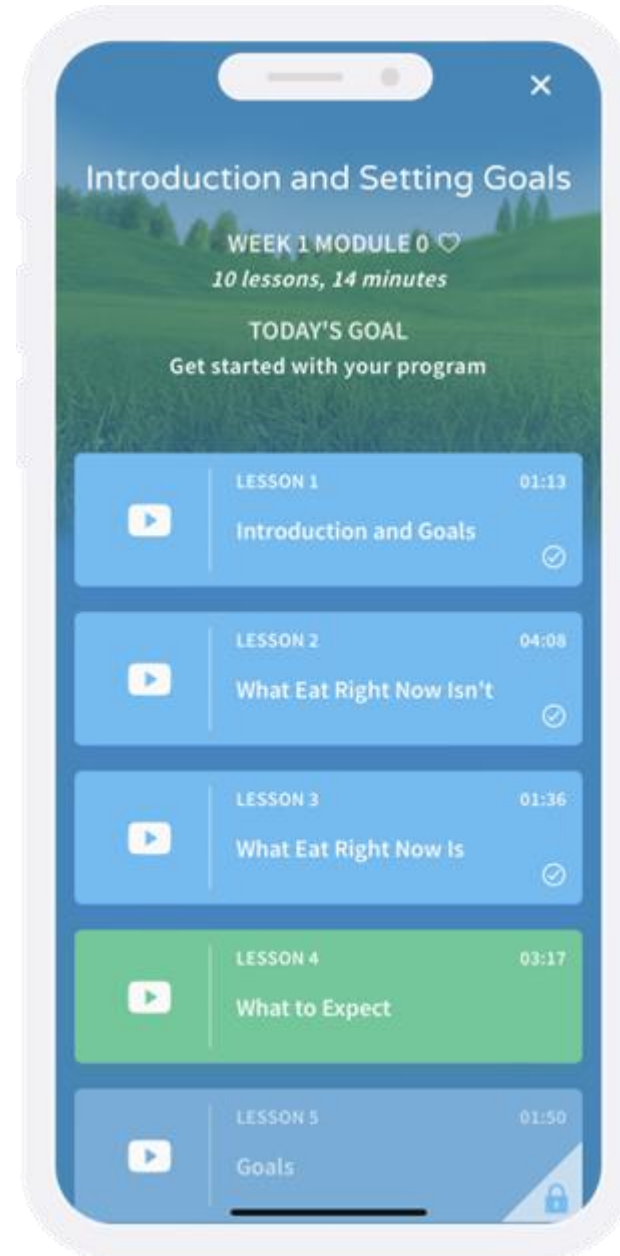 Introduction and Setting Goals
WEEK 1 MODULE 0
10 lessons, 14 minutes
TODAY'S GOAL
Get started with your program
LESSON 1 01:13
Introduction and Goals
LESSON 2 04:08
What Eat Right Now Isn't
LESSON 3 01:36
What Eat Right Now Is
LESSON 4 03:17
What to Expect
LESSON 5 01:50
Goals